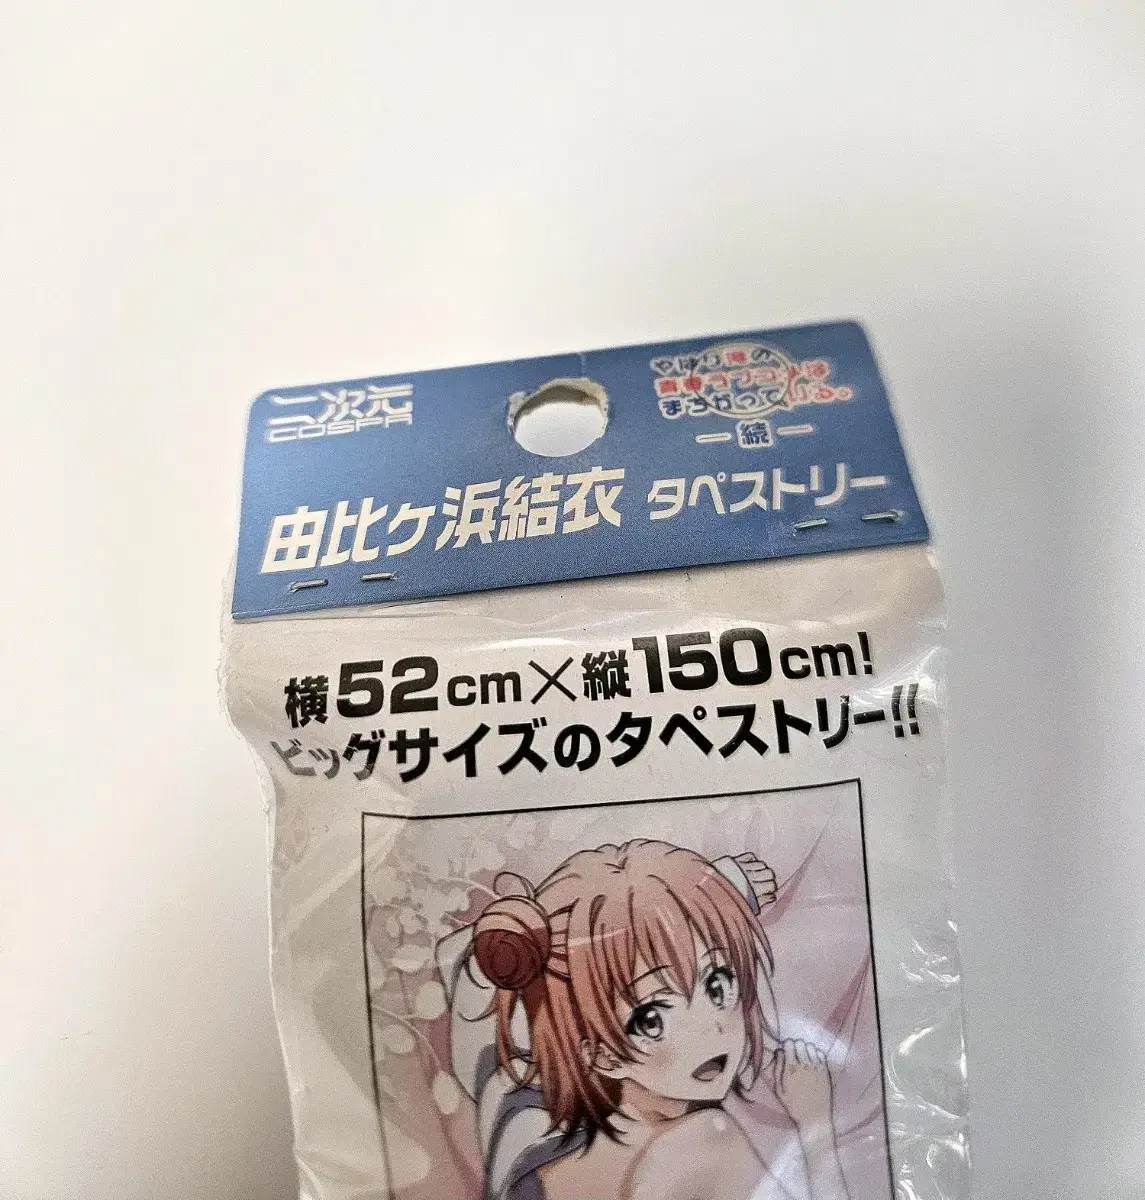 二次元
COSPA
やはり俺の
青春ラブコメは
まちがっている。
続
由比ヶ浜結衣 タペストリー
横52cm×縦150cm!
ビッグサイズのタペストリー!!